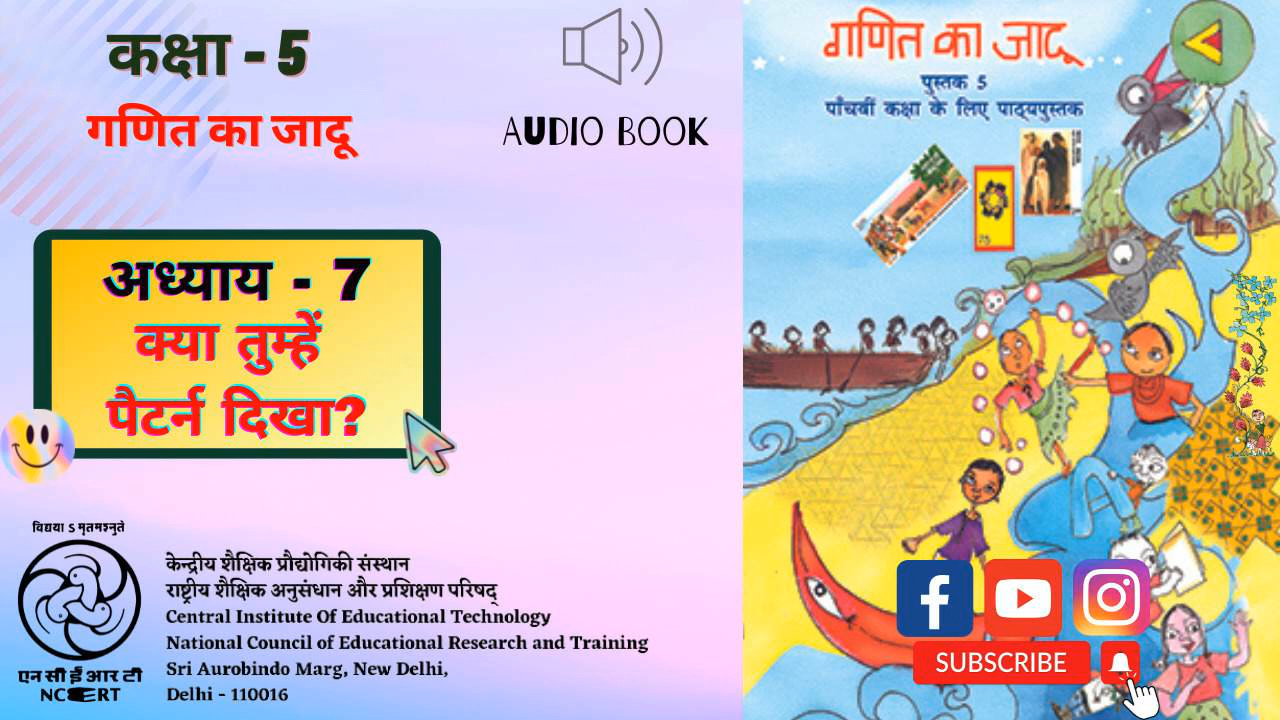 कक्षा - 5
गणित का जादू
AUDIO BOOK
अध्याय - 7
क्या तुम्हें
पैटर्न दिखा?
विद्यया ऽ मृतमश्नुते
एन सी ई आर टी
NCERT
केन्द्रीय शैक्षिक प्रौद्योगिकी संस्थान
राष्ट्रीय शैक्षिक अनुसंधान और प्रशिक्षण परिषद्
Central Institute Of Educational Technology
National Council of Educational Research and Training
Sri Aurobindo Marg, New Delhi,
Delhi - 110016
गणित का जादू
पुस्तक 5
पाँचवीं कक्षा के लिए पाठ्यपुस्तक
A
SUBSCRIBE